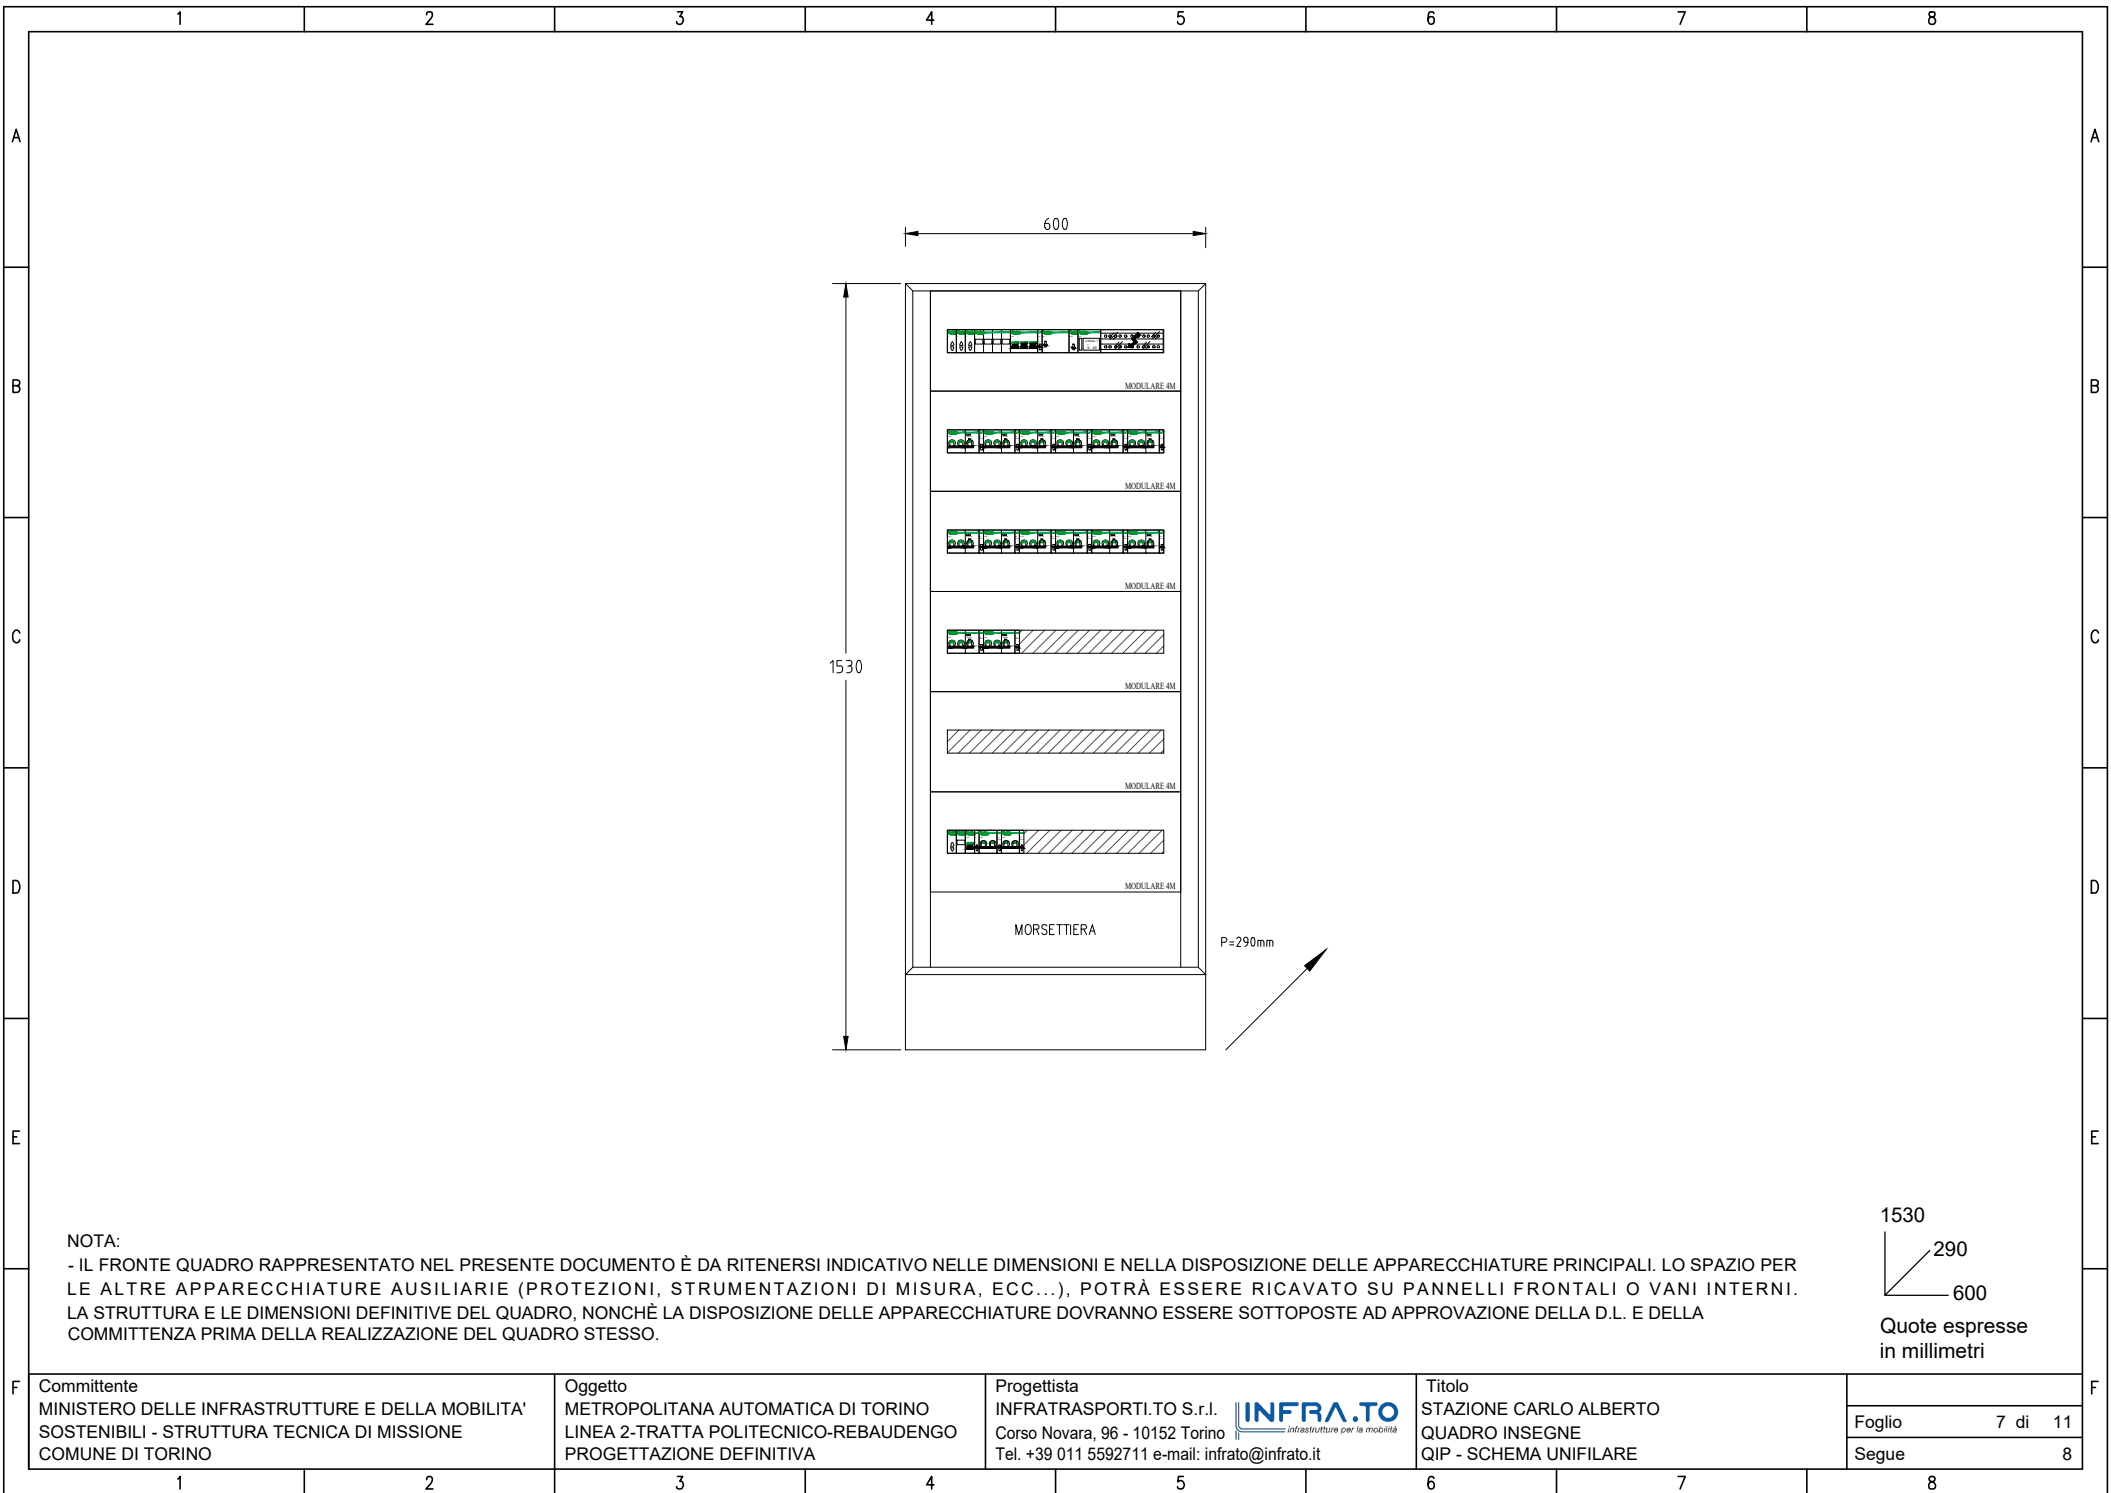 1 2 3 4 5 6 7 8
A A
600
MODULARE 4M
B B
MODULARE 4M
MODULARE 4M
C C
1530
MODULARE 4M
MODULARE 4M
D D
MODULARE 4M
MORSETTIERA
P=290mm
E E
NOTA:
- IL FRONTE QUADRO RAPPRESENTATO NEL PRESENTE DOCUMENTO È DA RITENERSI INDICATIVO NELLE DIMENSIONI E NELLA DISPOSIZIONE DELLE APPARECCHIATURE PRINCIPALI. LO SPAZIO PER
LE ALTRE APPARECCHIATURE AUSILIARIE (PROTEZIONI, STRUMENTAZIONI DI MISURA, ECC...), POTRÀ ESSERE RICAVATO SU PANNELLI FRONTALI O VANI INTERNI.
LA STRUTTURA E LE DIMENSIONI DEFINITIVE DEL QUADRO, NONCHÈ LA DISPOSIZIONE DELLE APPARECCHIATURE DOVRANNO ESSERE SOTTOPOSTE AD APPROVAZIONE DELLA D.L. E DELLA
COMMITTENZA PRIMA DELLA REALIZZAZIONE DEL QUADRO STESSO.
1530
290
600
Quote espresse
in millimetri
F F
Committente
MINISTERO DELLE INFRASTRUTTURE E DELLA MOBILITA'
SOSTENIBILI - STRUTTURA TECNICA DI MISSIONE
COMUNE DI TORINO
Oggetto
METROPOLITANA AUTOMATICA DI TORINO
LINEA 2-TRATTA POLITECNICO-REBAUDENGO
PROGETTAZIONE DEFINITIVA
Progettista
INFRATRASPORTI.TO S.r.l.
Corso Novara, 96 - 10152 Torino
Tel. +39 011 5592711 e-mail: infrato@infrato.it
INFRA.TO
infrastrutture per la mobilità
Titolo
STAZIONE CARLO ALBERTO
QUADRO INSEGNE
QIP - SCHEMA UNIFILARE
Foglio 7 di 11
Segue 8
1 2 3 4 5 6 7 8